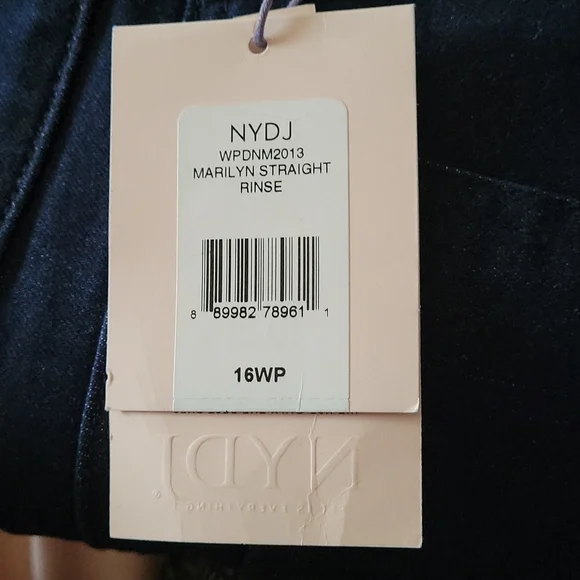 NYDJ
WPDNM2013
MARILYN STRAIGHT
RINSE
8 89982 78961 1
16WP
NYDJ®